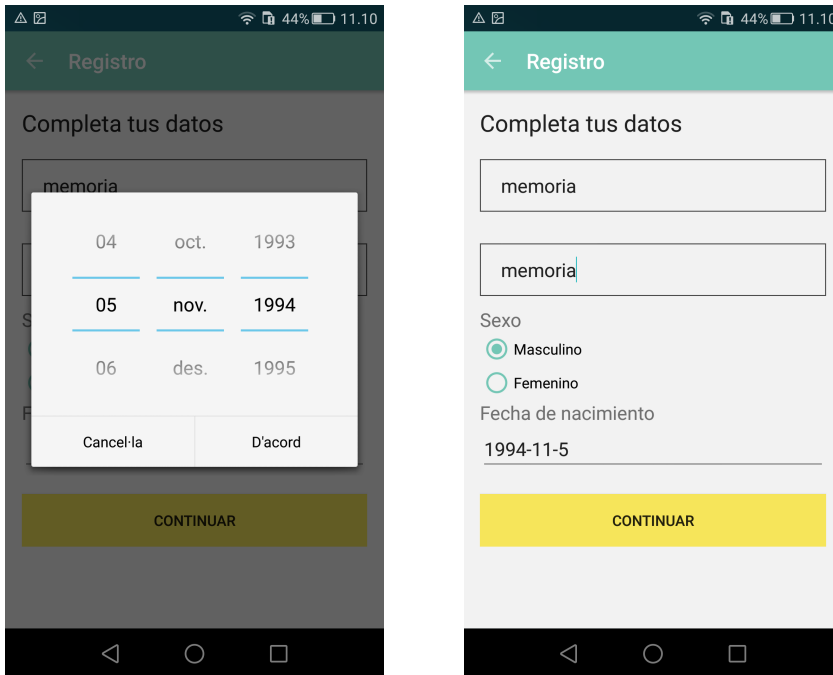 44% 11.10
Registro
Completa tus datos
memoria
04 oct. 1993
05 nov. 1994
06 des. 1995
S
F
Cancel·la D'acord
CONTINUAR
44% 11.10
Registro
Completa tus datos
memoria
memoria
Sexo
Masculino
Femenino
Fecha de nacimiento
1994-11-5
CONTINUAR